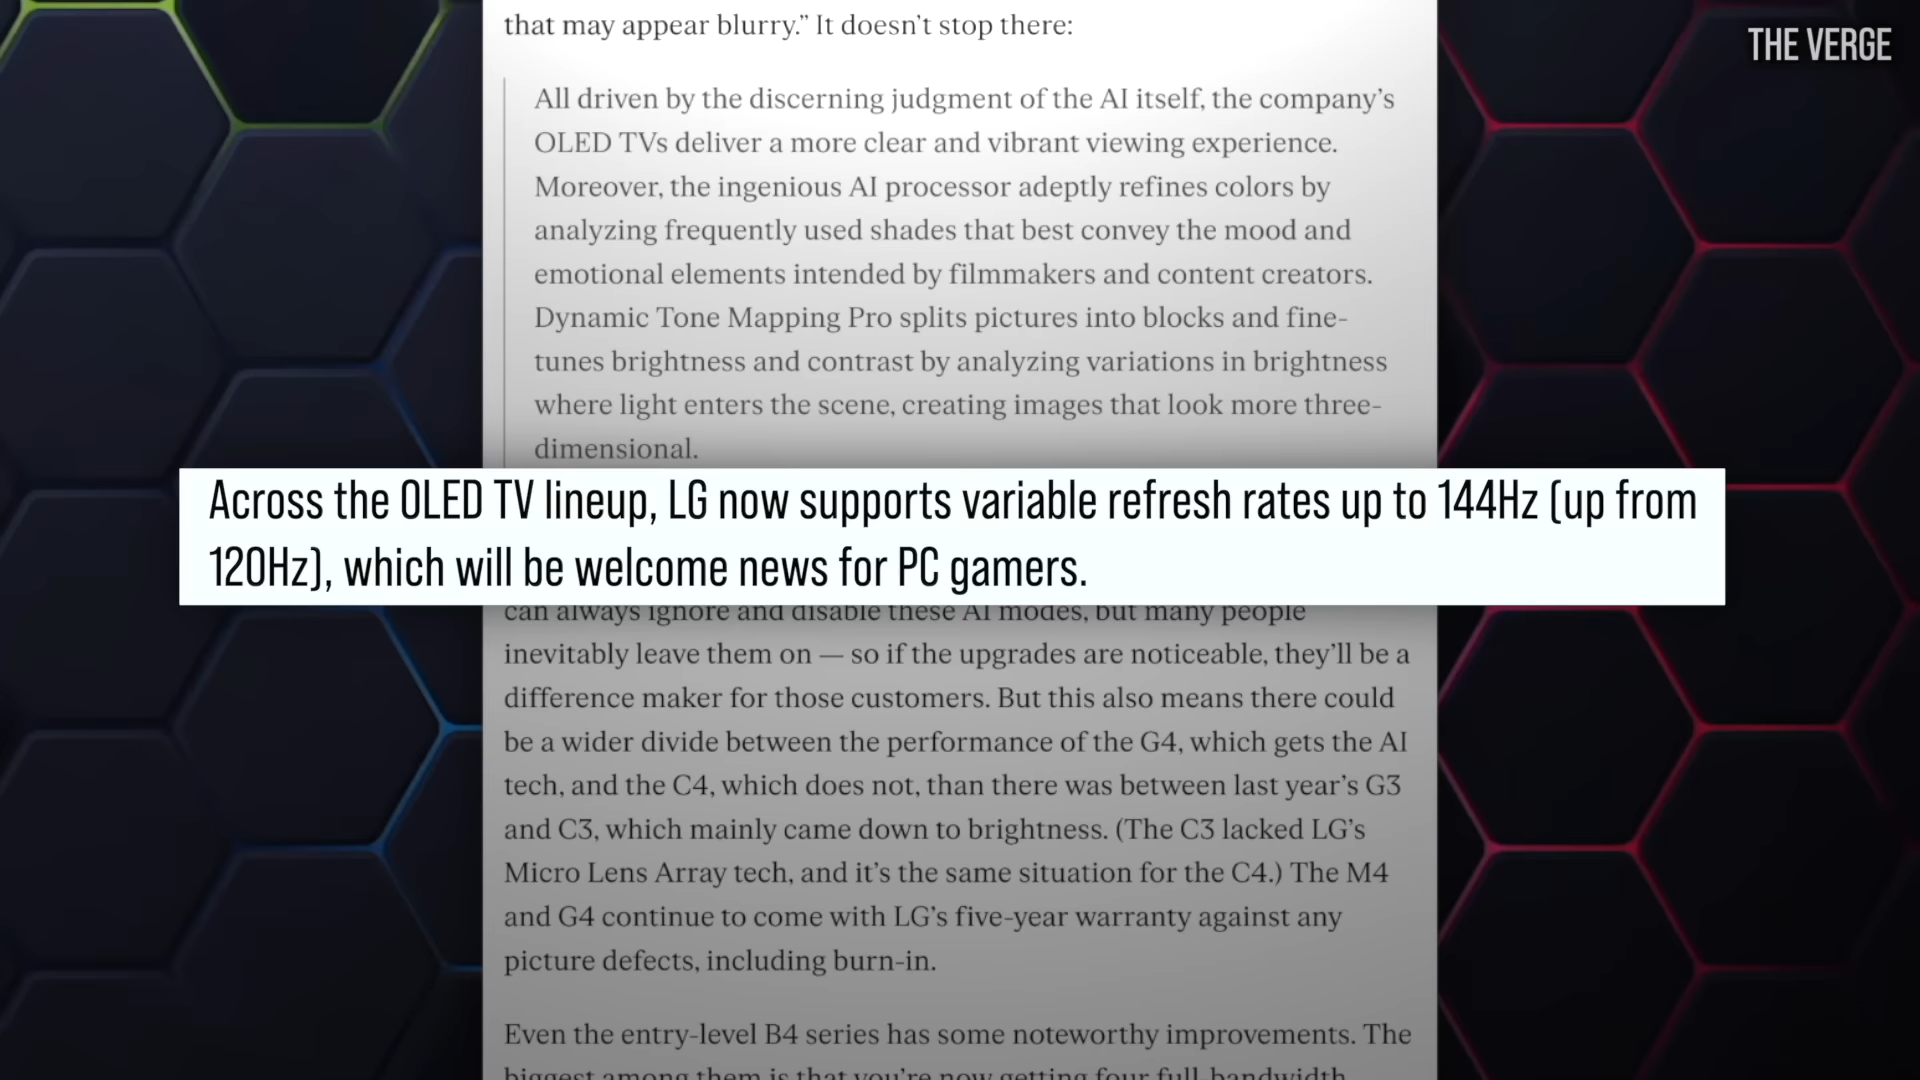 that may appear blurry.” It doesn’t stop there:
THE VERGE
All driven by the discerning judgment of the AI itself, the company’s
OLED TVs deliver a more clear and vibrant viewing experience.
Moreover, the ingenious AI processor adeptly refines colors by
analyzing frequently used shades that best convey the mood and
emotional elements intended by filmmakers and content creators.
Dynamic Tone Mapping Pro splits pictures into blocks and fine-
tunes brightness and contrast by analyzing variations in brightness
where light enters the scene, creating images that look more three-
dimensional.
Across the OLED TV lineup, LG now supports variable refresh rates up to 144Hz (up from
120Hz), which will be welcome news for PC gamers.
can always ignore and disable these AI modes, but many people
inevitably leave them on — so if the upgrades are noticeable, they’ll be a
difference maker for those customers. But this also means there could
be a wider divide between the performance of the G4, which gets the AI
tech, and the C4, which does not, than there was between last year’s G3
and C3, which mainly came down to brightness. (The C3 lacked LG’s
Micro Lens Array tech, and it’s the same situation for the C4.) The M4
and G4 continue to come with LG’s five-year warranty against any
picture defects, including burn-in.
Even the entry-level B4 series has some noteworthy improvements. The
biggest among them is that you’re now getting four full-bandwidth